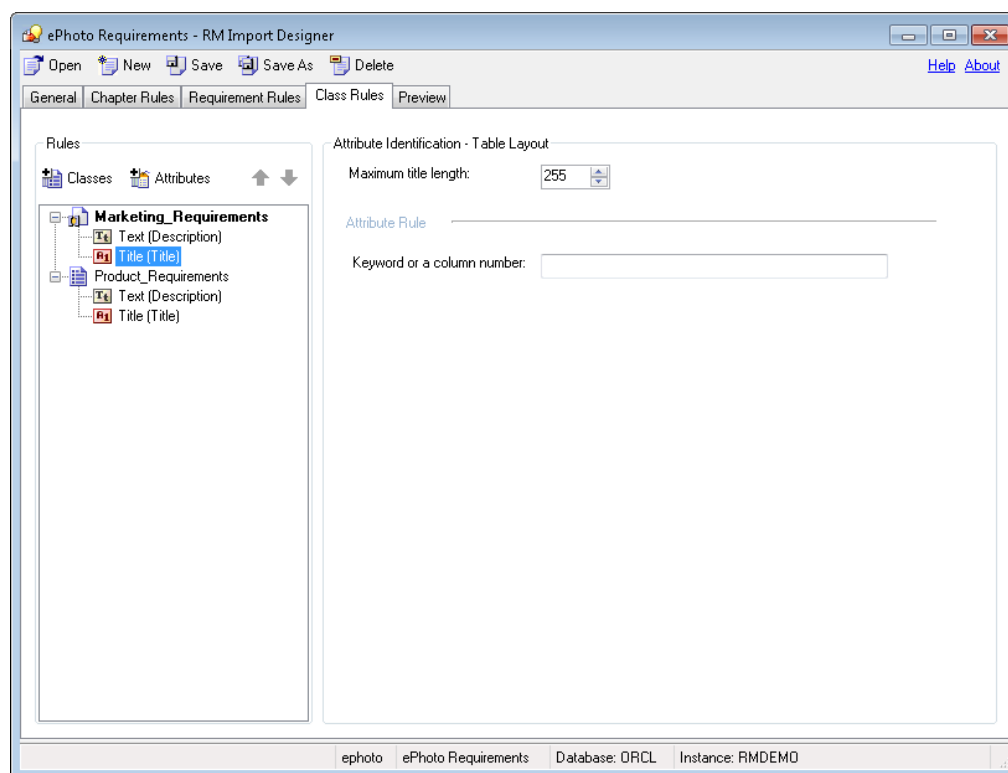 ePhoto Requirements - RM Import Designer
Open New Save Save As Delete Help About
General Chapter Rules Requirement Rules Class Rules Preview
Rules
Classes Attributes
Marketing_Requirements
Text (Description)
Title (Title)
Product_Requirements
Text (Description)
Title (Title)
Attribute Identification - Table Layout
Maximum title length: 255
Attribute Rule
Keyword or a column number:
ephoto ePhoto Requirements Database: ORCL Instance: RMDEMO